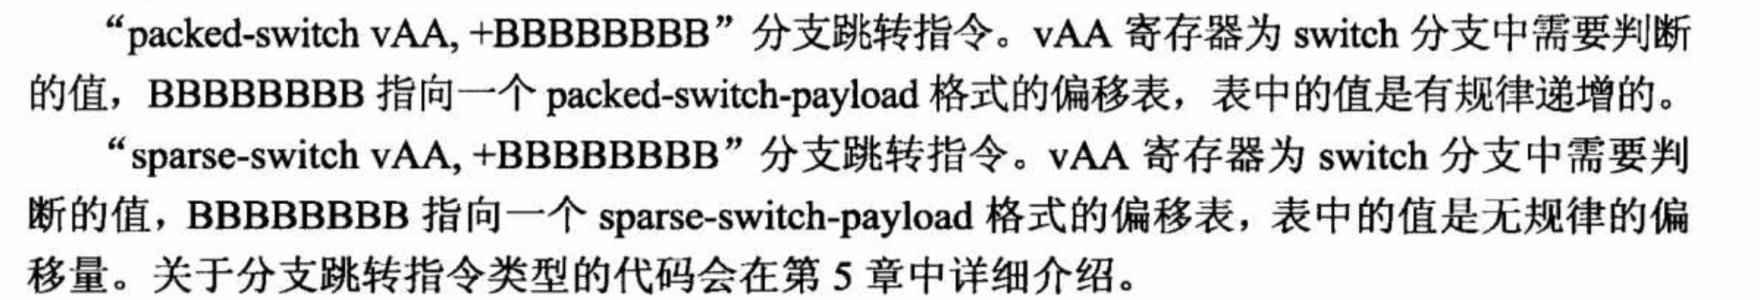 “packed-switch vAA, +BBBBBBBB”分支跳转指令。vAA 寄存器为 switch 分支中需要判断
的值，BBBBBBBB 指向一个 packed-switch-payload 格式的偏移表，表中的值是有规律递增的。
“sparse-switch vAA, +BBBBBBBB”分支跳转指令。vAA 寄存器为 switch 分支中需要判
断的值，BBBBBBBB 指向一个 sparse-switch-payload 格式的偏移表，表中的值是无规律的偏
移量。关于分支跳转指令类型的代码会在第 5 章中详细介绍。